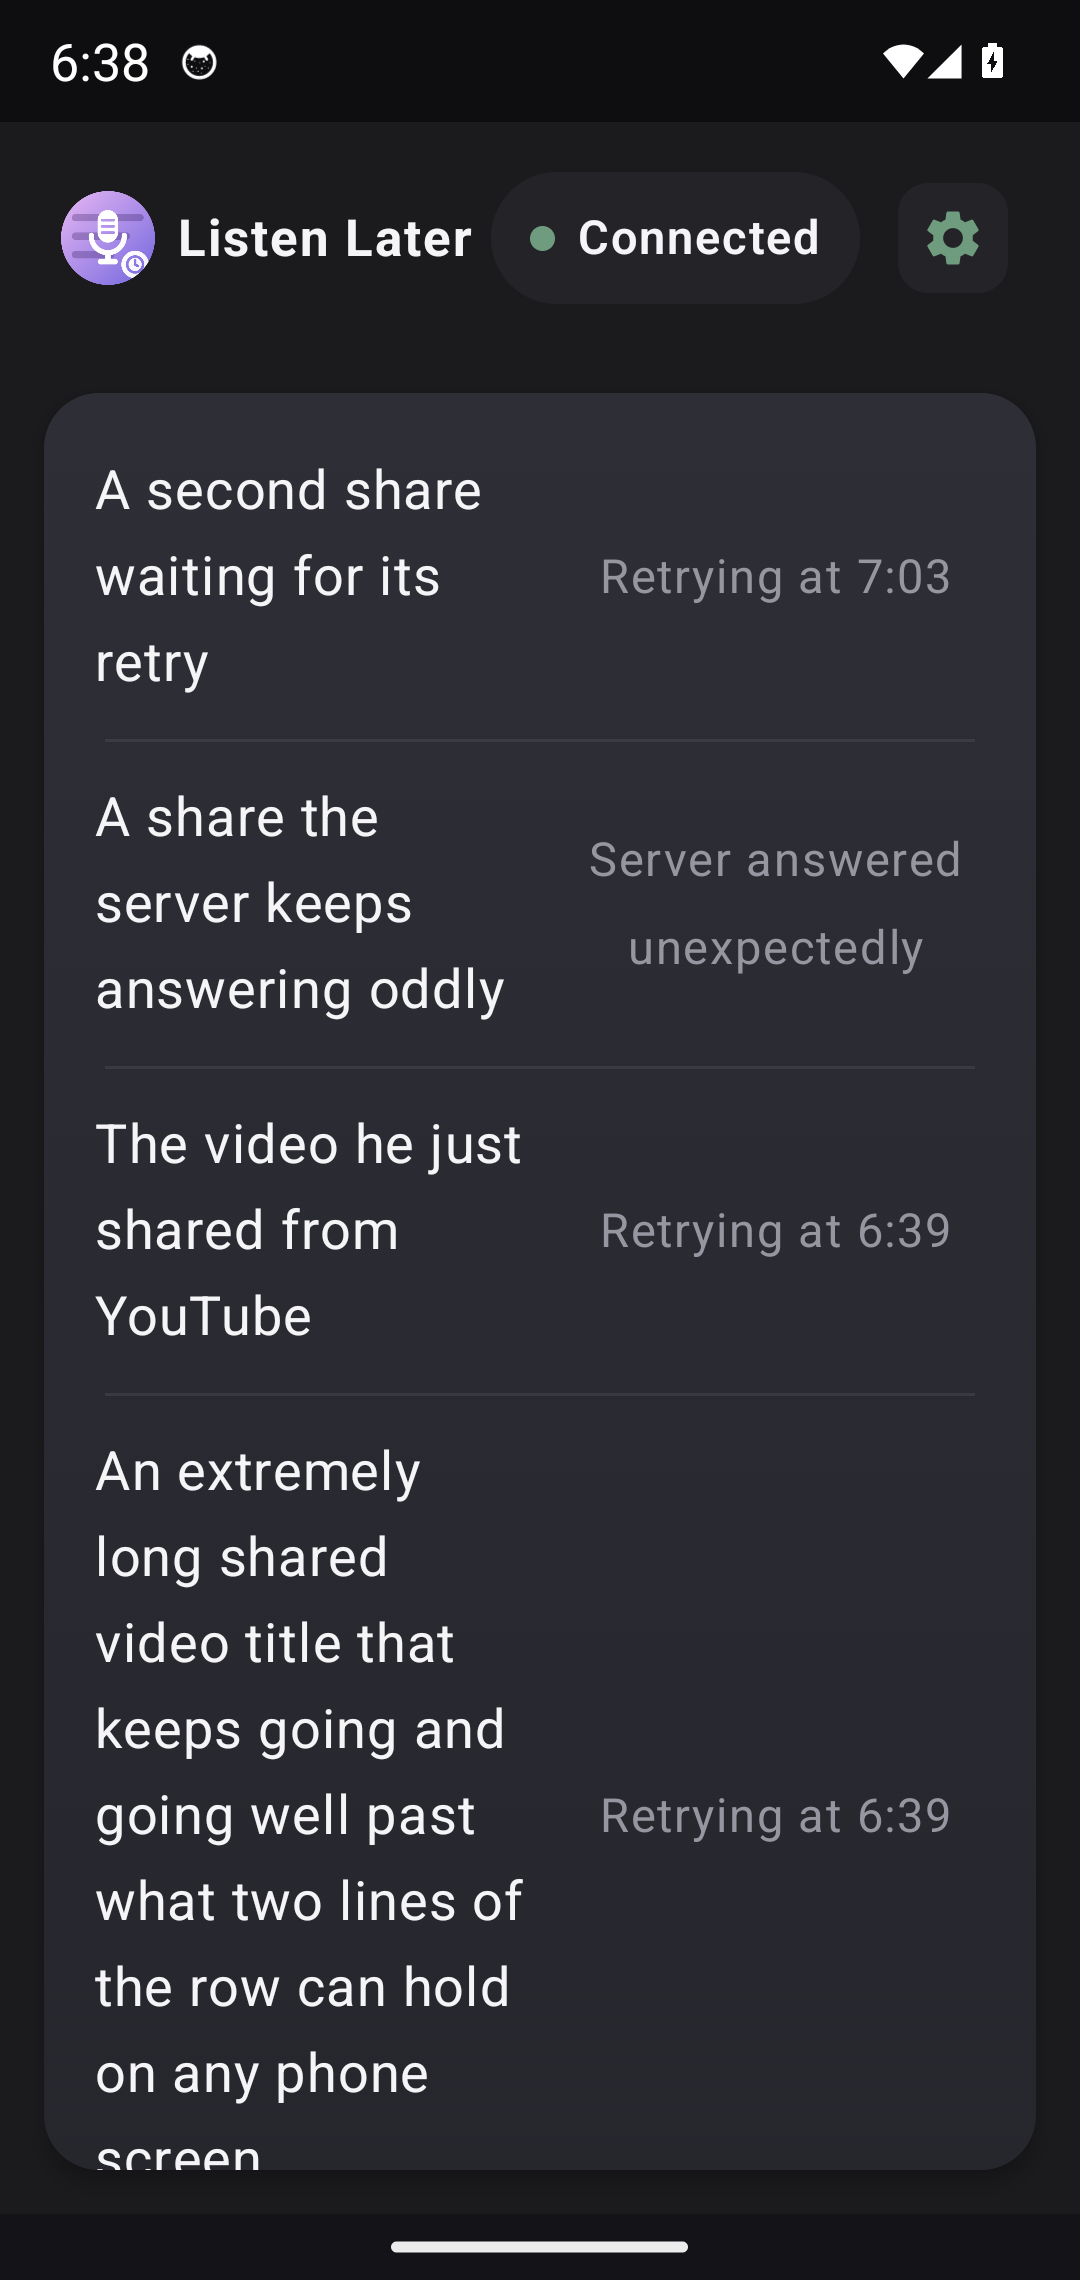 6:38
Listen Later
Connected
A second share
waiting for its
retry
Retrying at 7:03
A share the
server keeps
answering oddly
Server answered
unexpectedly
The video he just
shared from
YouTube
Retrying at 6:39
An extremely
long shared
video title that
keeps going and
going well past
what two lines of
the row can hold
on any phone
screen
Retrying at 6:39